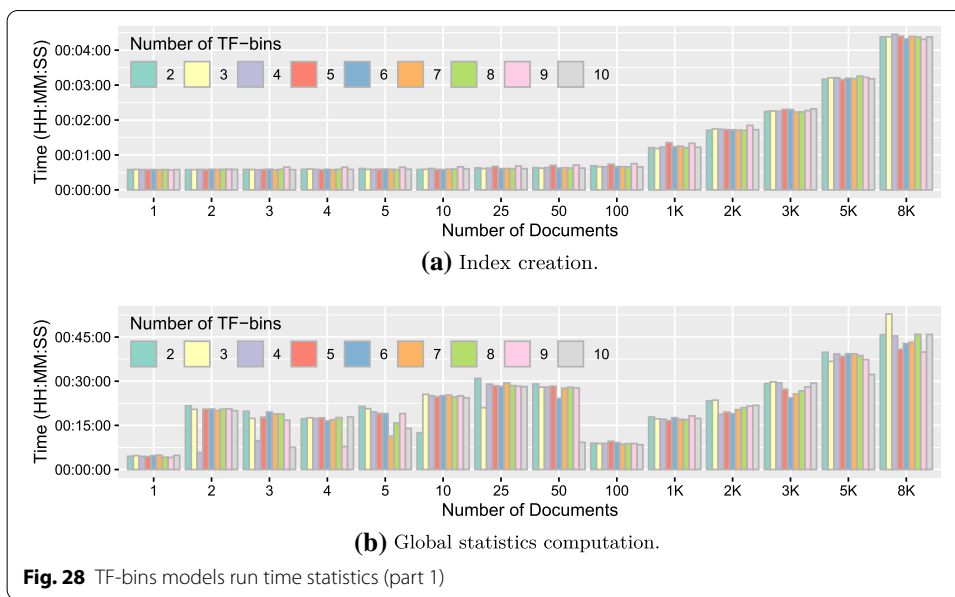 Number of TF−bins
2 3 4 5 6 7 8 9 10
Time (HH:MM:SS)
00:04:00
00:03:00
00:02:00
00:01:00
00:00:00
1 2 3 4 5 10 25 50 100 1K 2K 3K 5K 8K
Number of Documents
(a) Index creation.
Number of TF−bins
2 3 4 5 6 7 8 9 10
Time (HH:MM:SS)
00:45:00
00:30:00
00:15:00
00:00:00
1 2 3 4 5 10 25 50 100 1K 2K 3K 5K 8K
Number of Documents
(b) Global statistics computation.
Fig. 28 TF-bins models run time statistics (part 1)